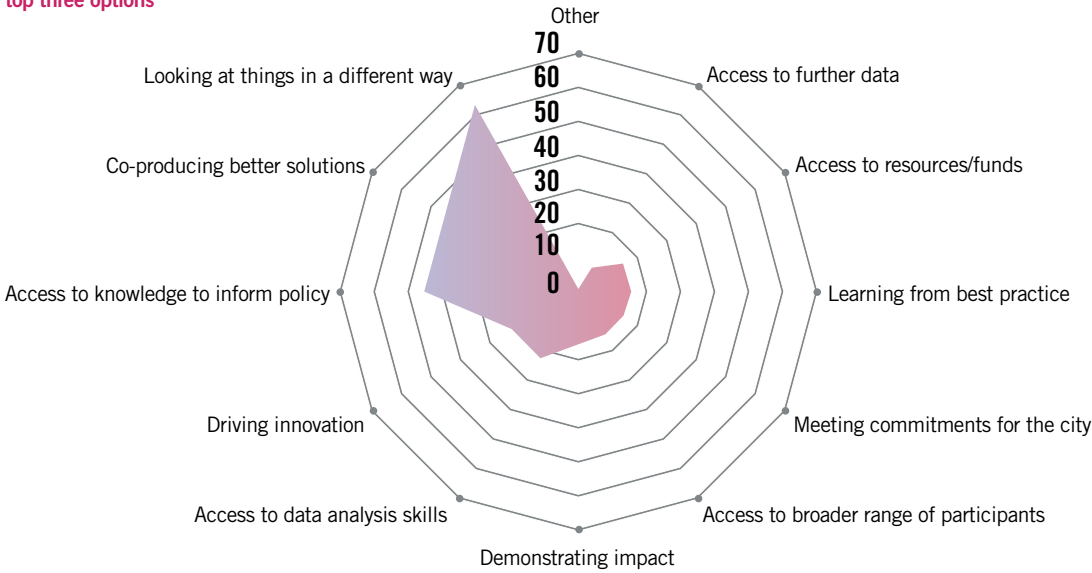 top three options
Other
70
60
50
40
30
20
10
0
Looking at things in a different way
Access to further data
Co-producing better solutions
Access to resources/funds
Access to knowledge to inform policy
Learning from best practice
Driving innovation
Meeting commitments for the city
Access to data analysis skills
Access to broader range of participants
Demonstrating impact